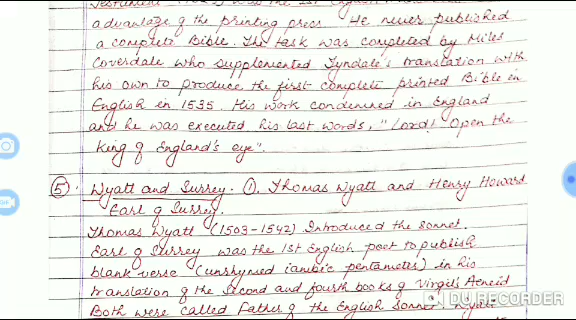 Testament
advantage of the printing press. He never published
a complete Bible. The task was completed by Miles
Coverdale who supplemented Tyndale's translation with
his own to produce the first complete printed Bible in
English in 1535. His work condemned in England
and he was executed his last words, "Lord! Open the
King of England's eye".
(5). Wyatt and Surrey. (1). Thomas Wyatt and Henry Howard
Earl of Surrey.
Thomas Wyatt (1503-1542) Introduced the sonnet.
Earl of Surrey was the 1st English poet to publish
blank verse (unrhymed iambic pentameter) in his
translation of the second and fourth books of Virgil's Aeneid
Both were called Father of the English Sonnet. Wyatt
DU RECORDER